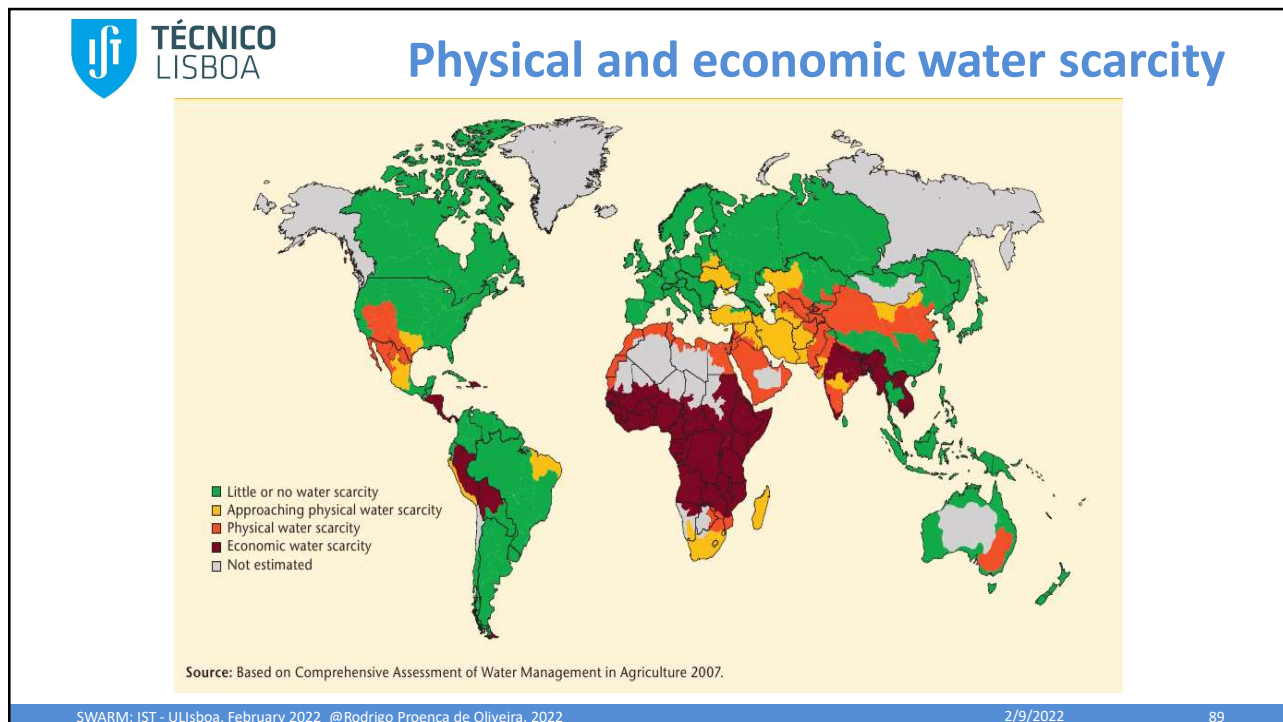 TÉCNICO
LISBOA
Physical and economic water scarcity
Little or no water scarcity
Approaching physical water scarcity
Physical water scarcity
Economic water scarcity
Not estimated
Source: Based on Comprehensive Assessment of Water Management in Agriculture 2007.
SWARM: IST - ULIsboa, February 2022 @Rodrigo Proença de Oliveira, 2022 2/9/2022 89